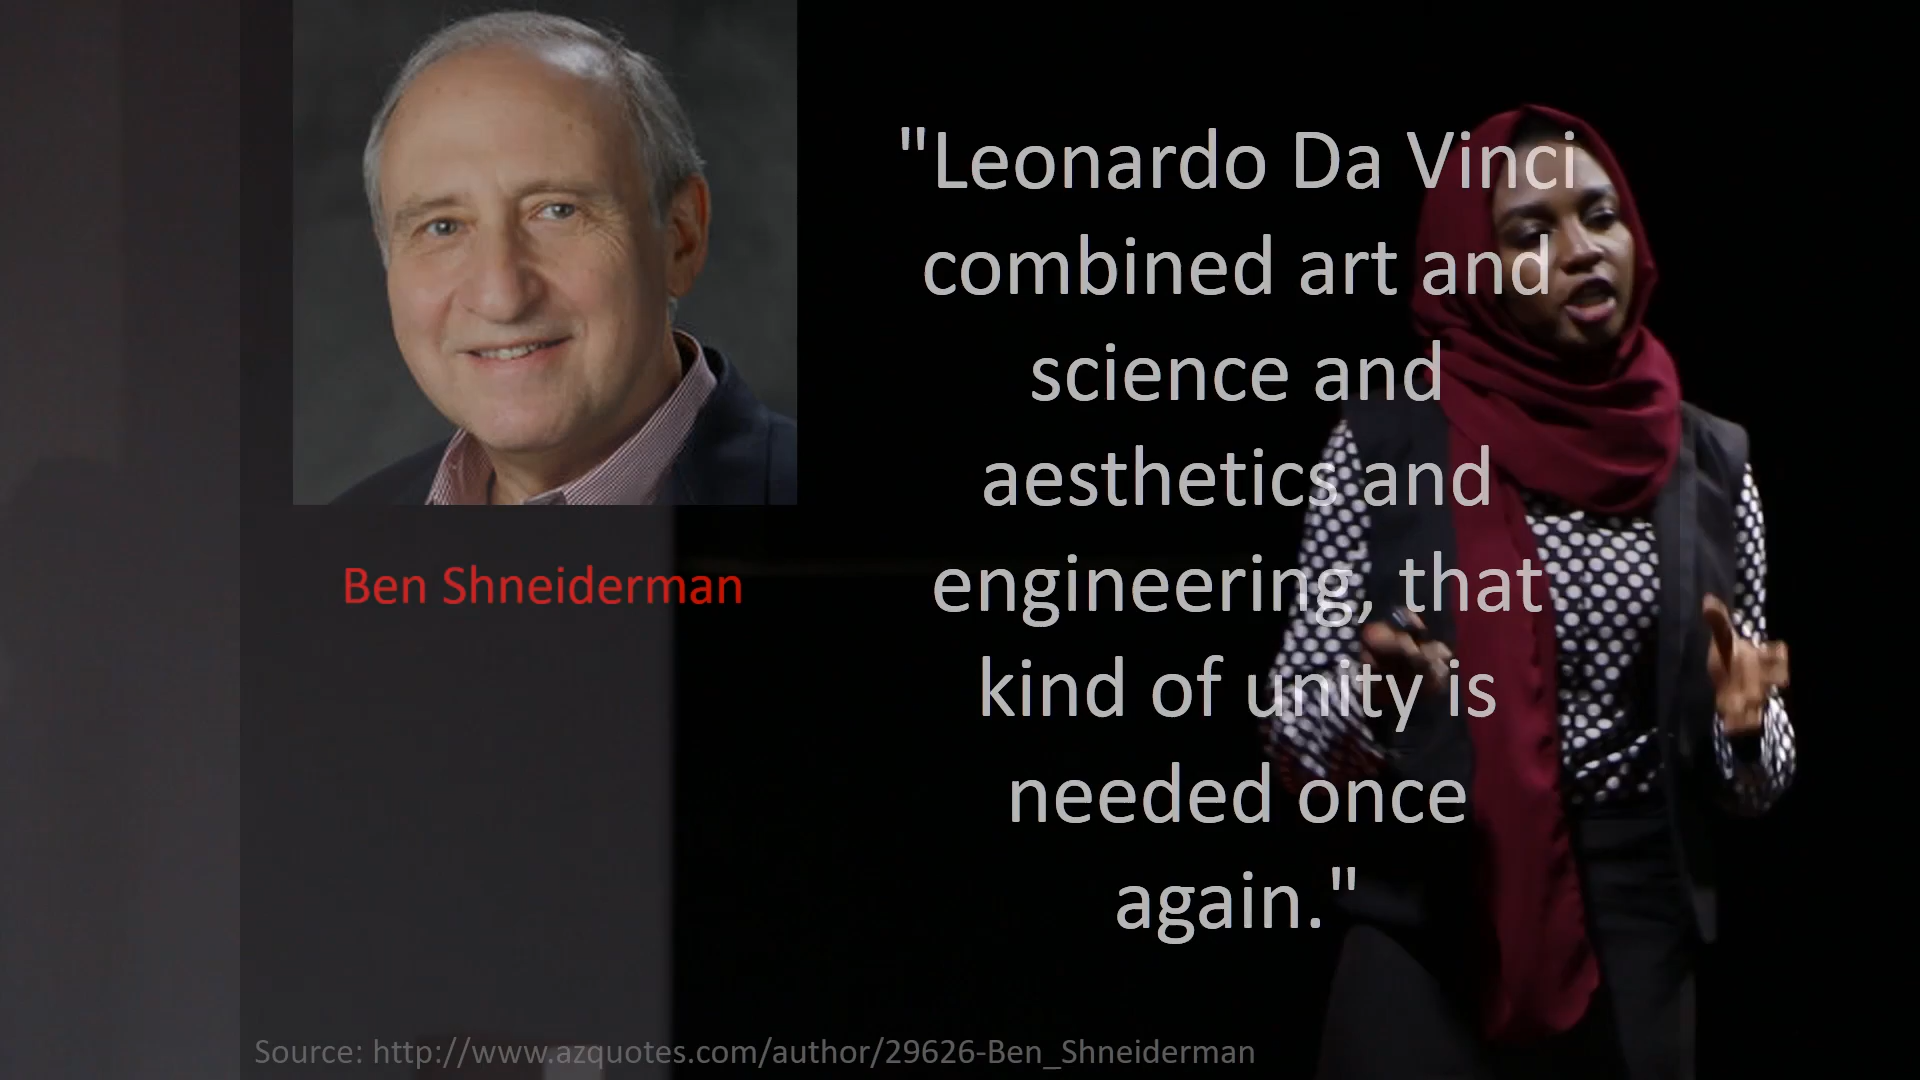 "Leonardo Da Vinci
combined art and
science and
aesthetics and
engineering, that
kind of unity is
needed once
again."
Ben Shneiderman
Source: http://www.azquotes.com/author/29626-Ben_Shneiderman